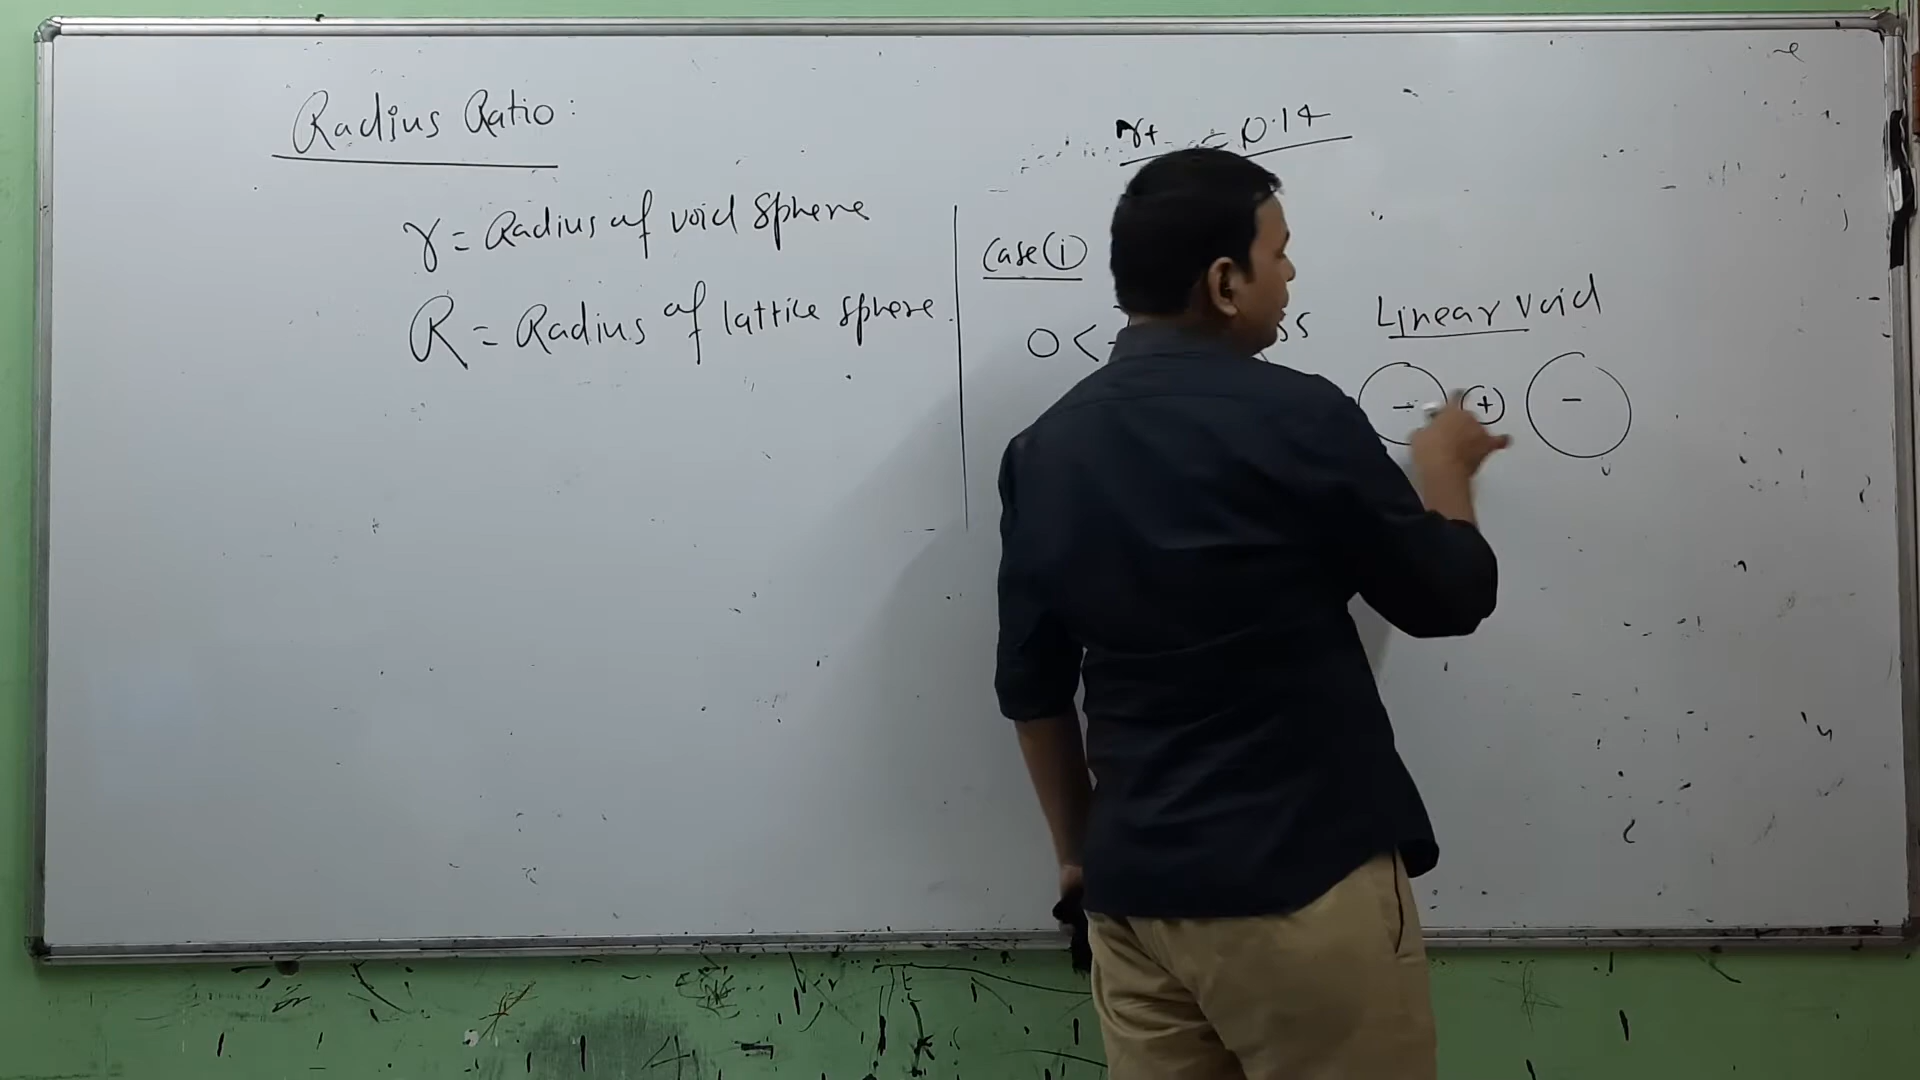 Radius Ratio:
r = Radius of void sphere
R = Radius of lattice sphere.
r+ = 0.14
Case (i)
0 <
Linear void
- + -